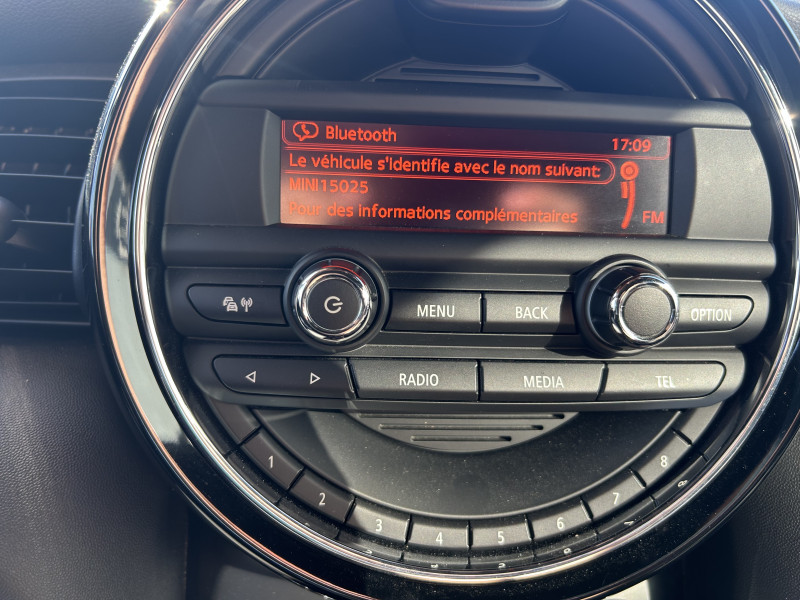 Bluetooth 17:09
Le véhicule s'identifie avec le nom suivant:
MINI15025
Pour des informations complémentaires FM
MENU BACK OPTION
RADIO MEDIA TEL
1 2 3 4 5 6 7 8